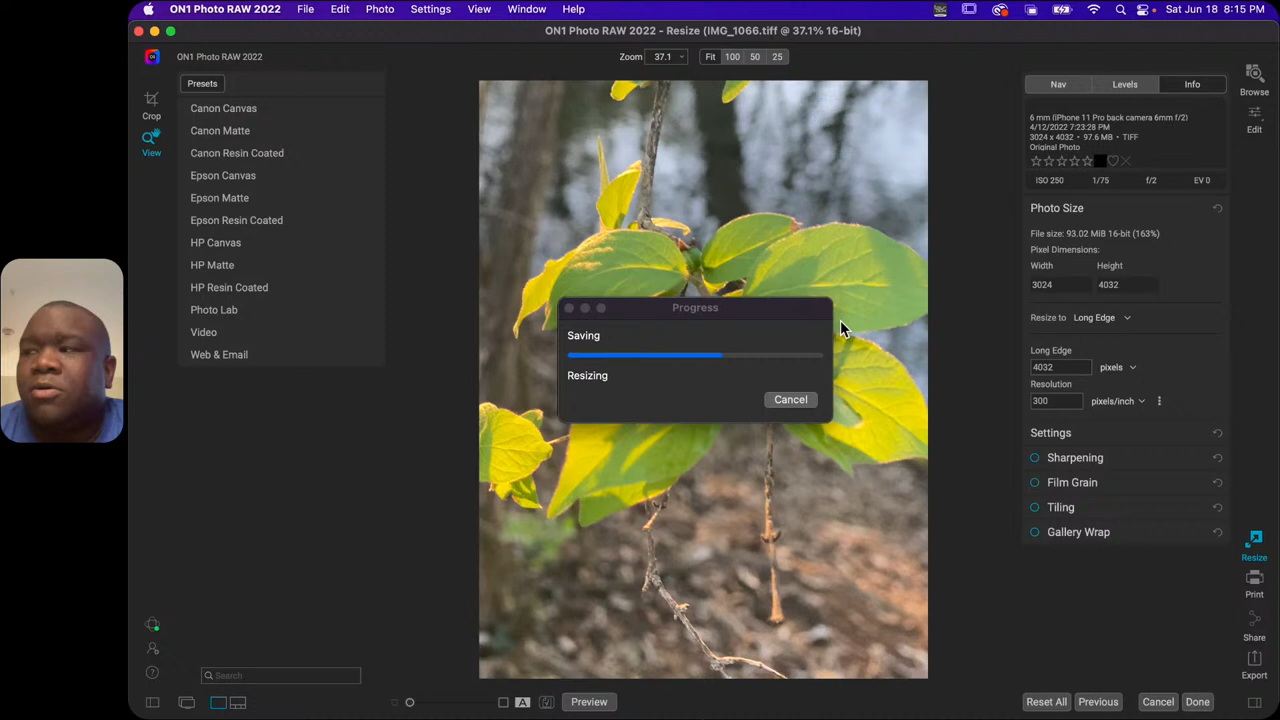 ON1 Photo RAW 2022 File Edit Photo Settings View Window Help Sat Jun 18 8:15 PM
ON1 Photo RAW 2022 - Resize (IMG_1066.tiff @ 37.1% 16-bit)
ON1 Photo RAW 2022
Zoom 37.1 Fit 100 50 25
Presets
Crop
View
Canon Canvas
Canon Matte
Canon Resin Coated
Epson Canvas
Epson Matte
Epson Resin Coated
HP Canvas
HP Matte
HP Resin Coated
Photo Lab
Video
Web & Email
Search
Progress
Saving
Resizing
Cancel
Nav Levels Info
6 mm (iPhone 11 Pro back camera 6mm f/2)
4/12/2022 7:23:28 PM
3024 x 4032 • 97.6 MB • TIFF
Original Photo
ISO 250 1/75 f/2 EV 0
Photo Size
File size: 93.02 MiB 16-bit (163%)
Pixel Dimensions:
Width Height
3024 4032
Resize to Long Edge
Long Edge
4032 pixels
Resolution
300 pixels/inch
Settings
Sharpening
Film Grain
Tiling
Gallery Wrap
Browse
Edit
Resize
Print
Share
Export
A Preview Reset All Previous Cancel Done